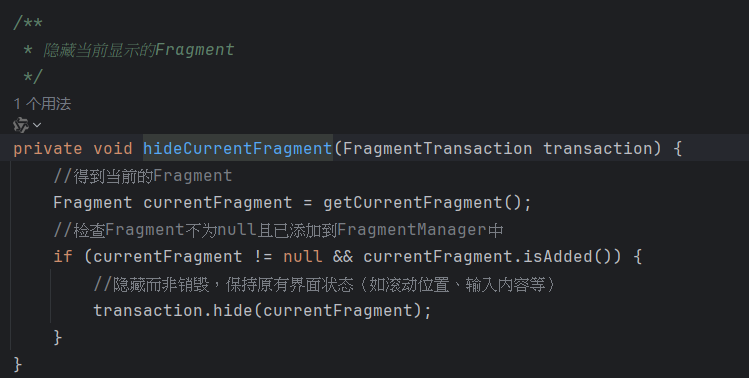 /**
 * 隐藏当前显示的Fragment
 */
1 个用法
private void hideCurrentFragment(FragmentTransaction transaction) {
    //得到当前的Fragment
    Fragment currentFragment = getCurrentFragment();
    //检查Fragment不为null且已添加到FragmentManager中
    if (currentFragment != null && currentFragment.isAdded()) {
        //隐藏而非销毁，保持原有界面状态（如滚动位置、输入内容等）
        transaction.hide(currentFragment);
    }
}